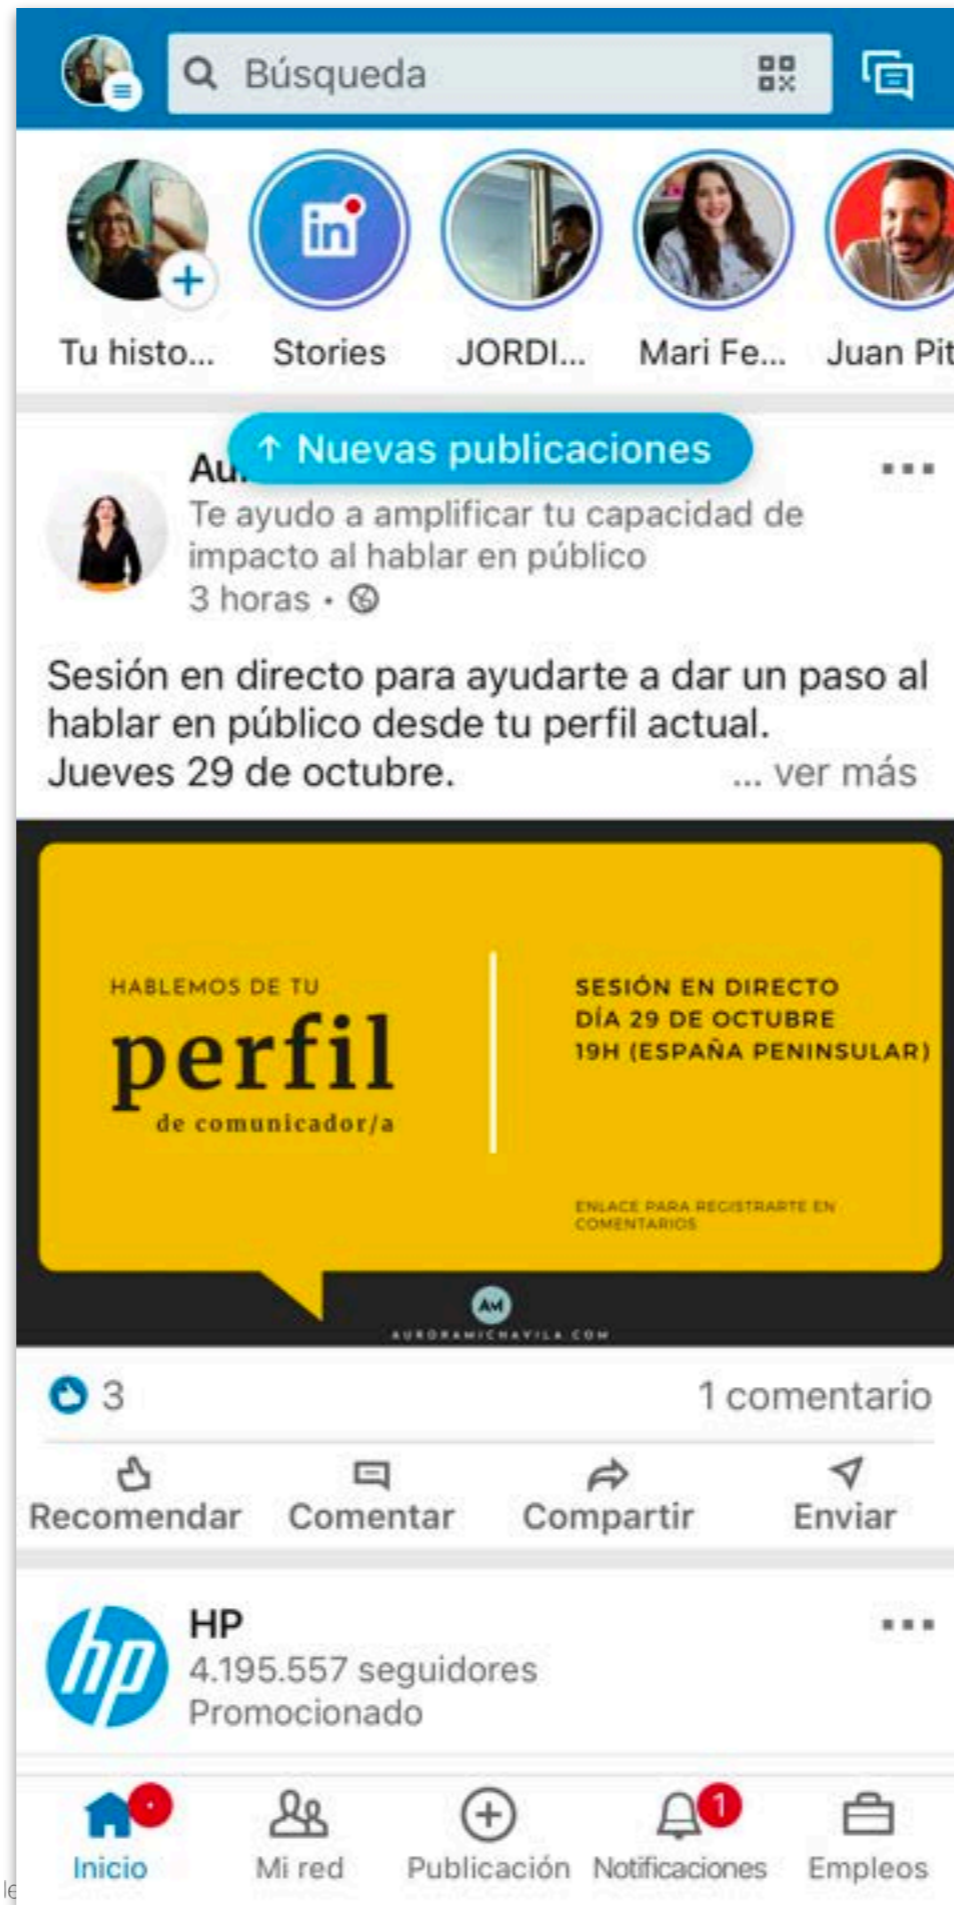 Búsqueda
in
Tu histo...
Stories
JORDI...
Mari Fe...
Juan Pit
↑ Nuevas publicaciones
Te ayudo a amplificar tu capacidad de
impacto al hablar en público
3 horas •
Sesión en directo para ayudarte a dar un paso al
hablar en público desde tu perfil actual.
Jueves 29 de octubre. ... ver más
HABLEMOS DE TU
perfil
de comunicador/a
SESIÓN EN DIRECTO
DÍA 29 DE OCTUBRE
19H (ESPAÑA PENINSULAR)
ENLACE PARA REGISTRARTE EN
COMENTARIOS
AM
AURORAMICHAVILA.COM
3
1 comentario
Recomendar
Comentar
Compartir
Enviar
hp
HP
4.195.557 seguidores
Promocionado
1
Inicio
Mi red
Publicación
Notificaciones
Empleos